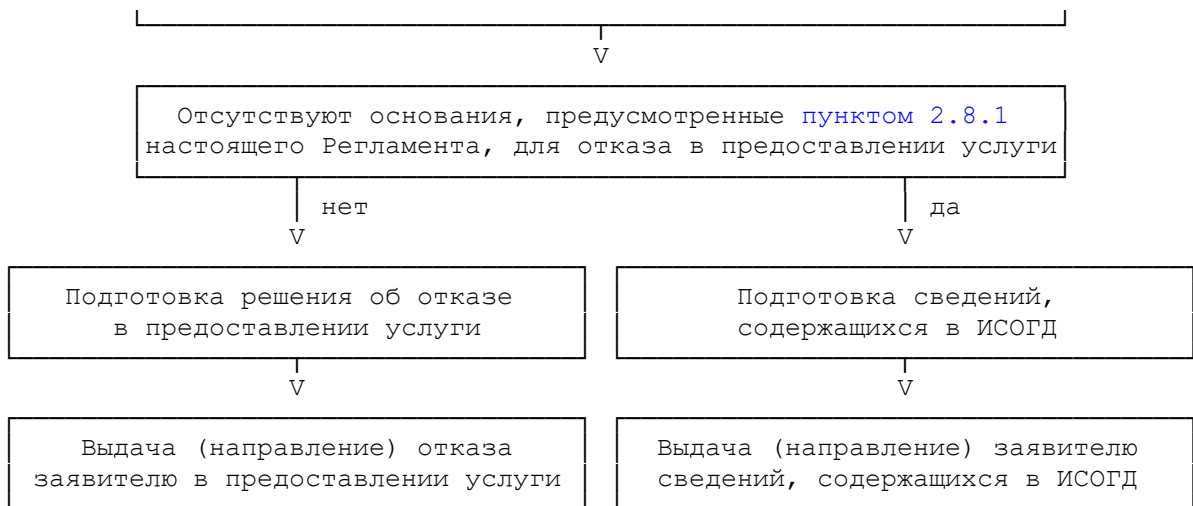 V
Отсутствуют основания, предусмотренные пунктом 2.8.1
настоящего Регламента, для отказа в предоставлении услуги
нет
да
V
V
Подготовка решения об отказе
в предоставлении услуги
Подготовка сведений,
содержащихся в ИСОГД
V
V
Выдача (направление) отказа
заявителю в предоставлении услуги
Выдача (направление) заявителю
сведений, содержащихся в ИСОГД